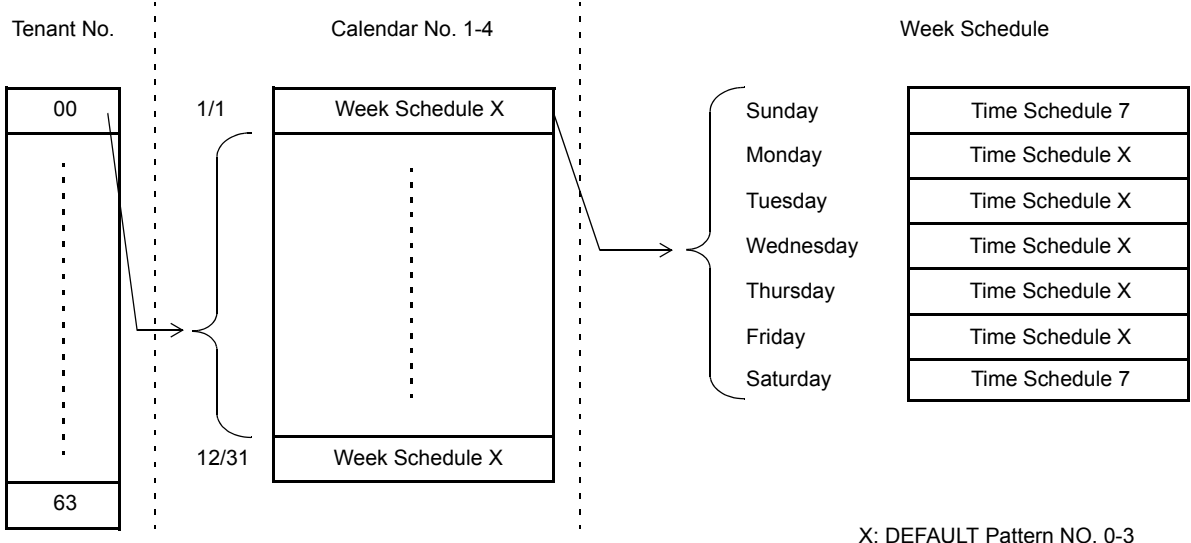 Tenant No.
Calendar No. 1-4
Week Schedule
00
1/1
Week Schedule X
Sunday
Time Schedule 7
Monday
Time Schedule X
Tuesday
Time Schedule X
Wednesday
Time Schedule X
Thursday
Time Schedule X
Friday
Time Schedule X
Saturday
Time Schedule 7
12/31
Week Schedule X
63
X: DEFAULT Pattern NO. 0-3